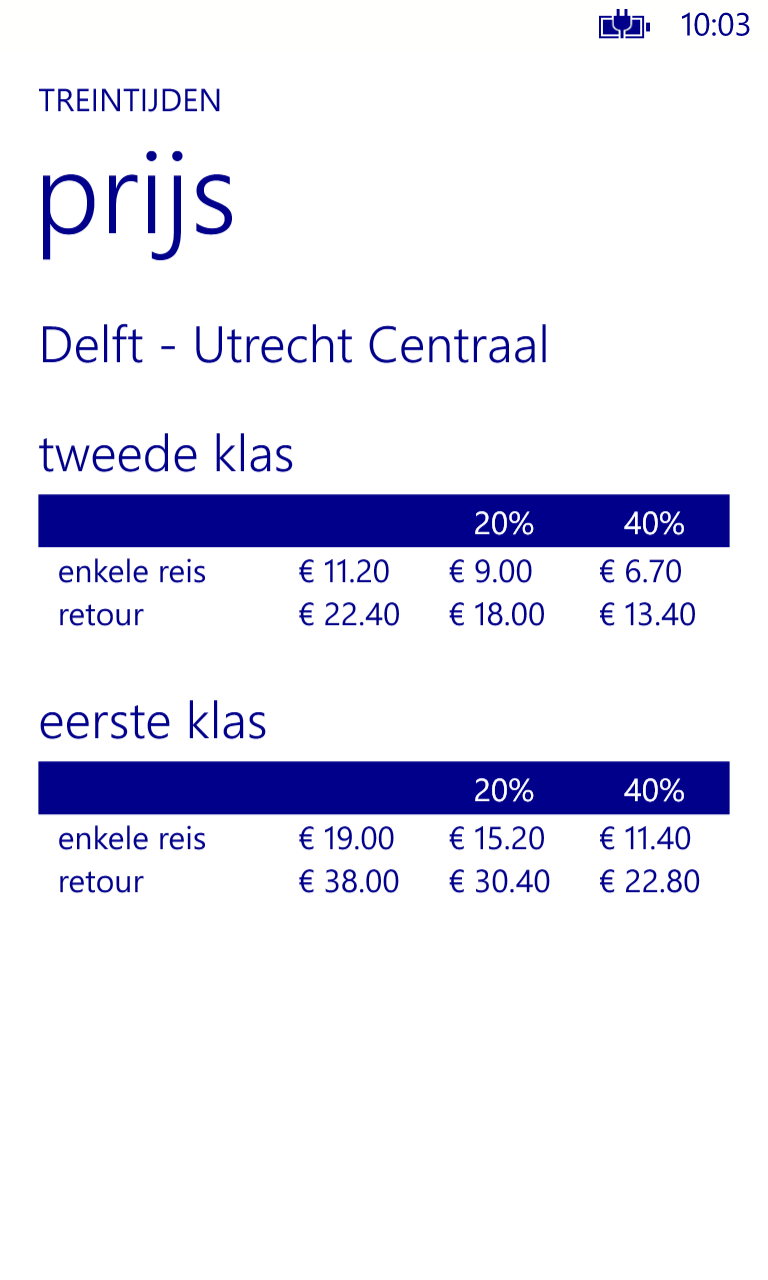 10:03
TREINTIJDEN
prijs
Delft - Utrecht Centraal
tweede klas
20% 40%
enkele reis € 11.20 € 9.00 € 6.70
retour € 22.40 € 18.00 € 13.40
eerste klas
20% 40%
enkele reis € 19.00 € 15.20 € 11.40
retour € 38.00 € 30.40 € 22.80